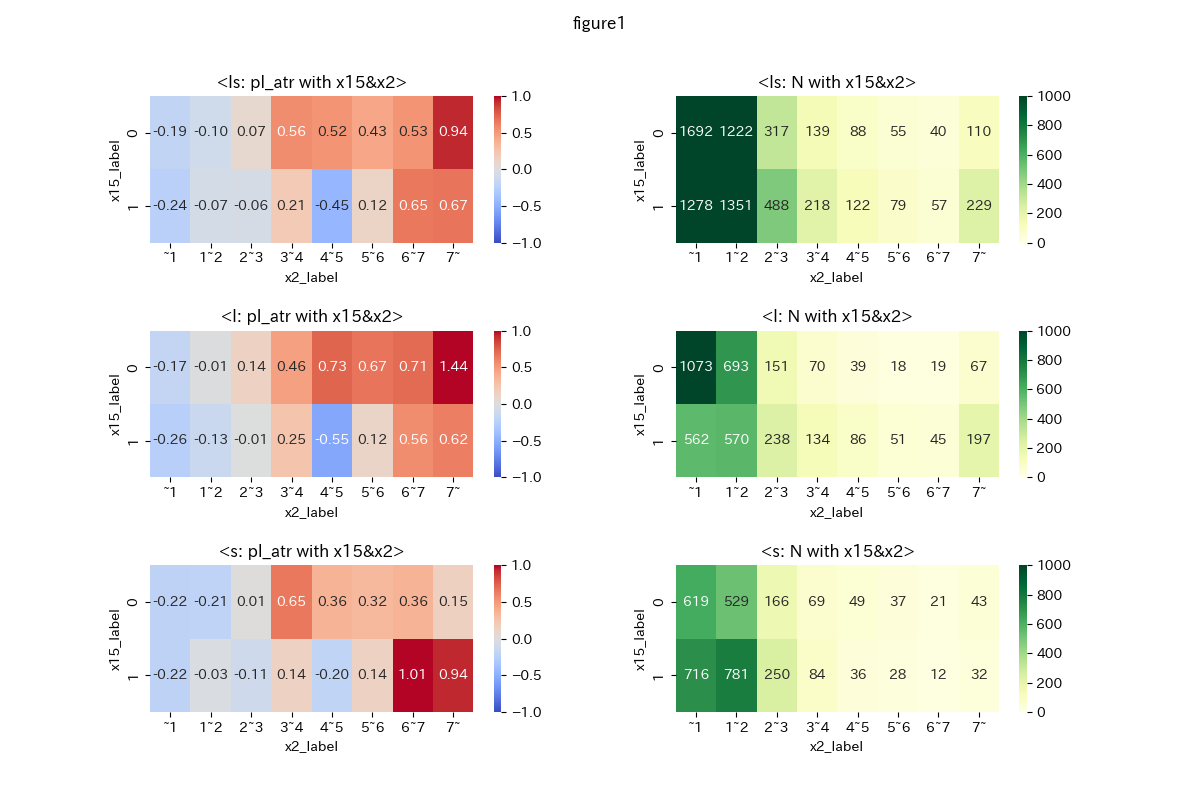 figure1
<ls: pl_atr with x15&x2>
x15_label
0 -0.19 -0.10 0.07 0.56 0.52 0.43 0.53 0.94
1 -0.24 -0.07 -0.06 0.21 -0.45 0.12 0.65 0.67
~1 1~2 2~3 3~4 4~5 5~6 6~7 7~
x2_label
1.0
0.5
0.0
−0.5
−1.0
<ls: N with x15&x2>
x15_label
0 1692 1222 317 139 88 55 40 110
1 1278 1351 488 218 122 79 57 229
~1 1~2 2~3 3~4 4~5 5~6 6~7 7~
x2_label
1000
800
600
400
200
0
<l: pl_atr with x15&x2>
x15_label
0 -0.17 -0.01 0.14 0.46 0.73 0.67 0.71 1.44
1 -0.26 -0.13 -0.01 0.25 -0.55 0.12 0.56 0.62
~1 1~2 2~3 3~4 4~5 5~6 6~7 7~
x2_label
1.0
0.5
0.0
−0.5
−1.0
<l: N with x15&x2>
x15_label
0 1073 693 151 70 39 18 19 67
1 562 570 238 134 86 51 45 197
~1 1~2 2~3 3~4 4~5 5~6 6~7 7~
x2_label
1000
800
600
400
200
0
<s: pl_atr with x15&x2>
x15_label
0 -0.22 -0.21 0.01 0.65 0.36 0.32 0.36 0.15
1 -0.22 -0.03 -0.11 0.14 -0.20 0.14 1.01 0.94
~1 1~2 2~3 3~4 4~5 5~6 6~7 7~
x2_label
1.0
0.5
0.0
−0.5
−1.0
<s: N with x15&x2>
x15_label
0 619 529 166 69 49 37 21 43
1 716 781 250 84 36 28 12 32
~1 1~2 2~3 3~4 4~5 5~6 6~7 7~
x2_label
1000
800
600
400
200
0